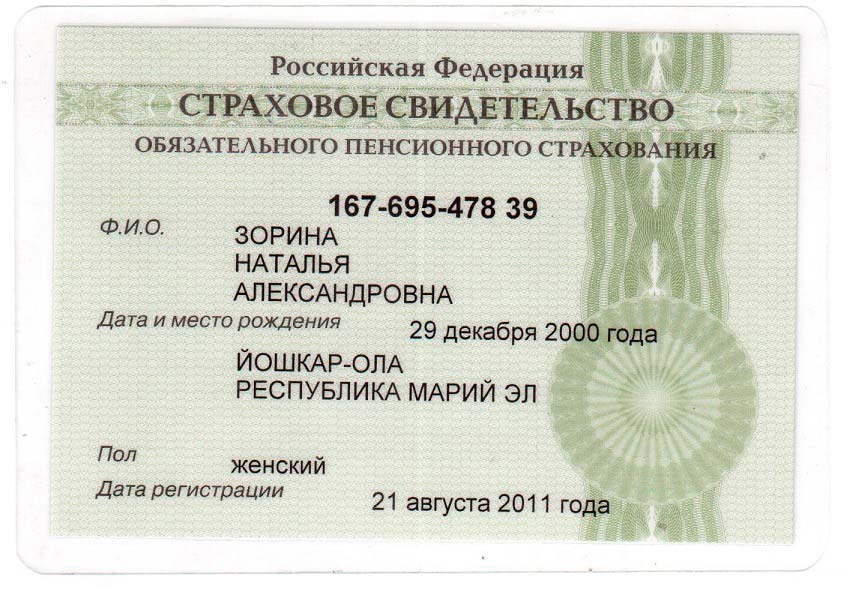 Российская Федерация
СТРАХОВОЕ СВИДЕТЕЛЬСТВО
ОБЯЗАТЕЛЬНОГО ПЕНСИОННОГО СТРАХОВАНИЯ
167-695-478 39
Ф.И.О.
ЗОРИНА
НАТАЛЬЯ
АЛЕКСАНДРОВНА
Дата и место рождения 29 декабря 2000 года
ЙОШКАР-ОЛА
РЕСПУБЛИКА МАРИЙ ЭЛ
Пол женский
Дата регистрации 21 августа 2011 года